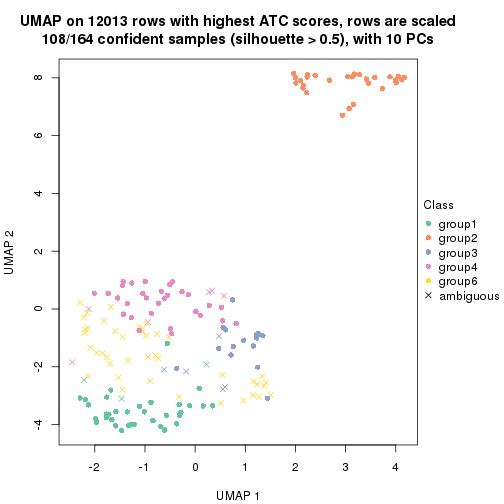 UMAP on 12013 rows with highest ATC scores, rows are scaled
108/164 confident samples (silhouette > 0.5), with 10 PCs
8
6
4
2
0
-2
-4
UMAP 2
-2
-1
0
1
2
3
4
UMAP 1
Class
group1
group2
group3
group4
group6
ambiguous